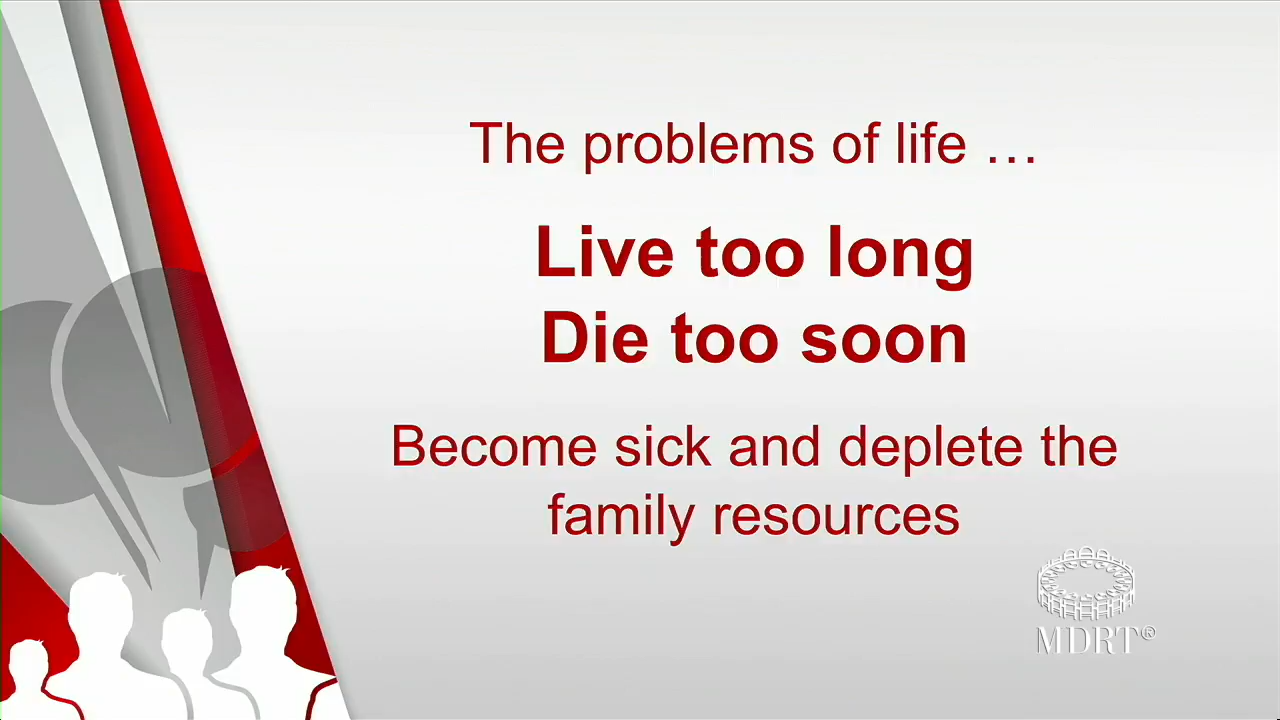 The problems of life …
Live too long
Die too soon
Become sick and deplete the
family resources
MDRT®